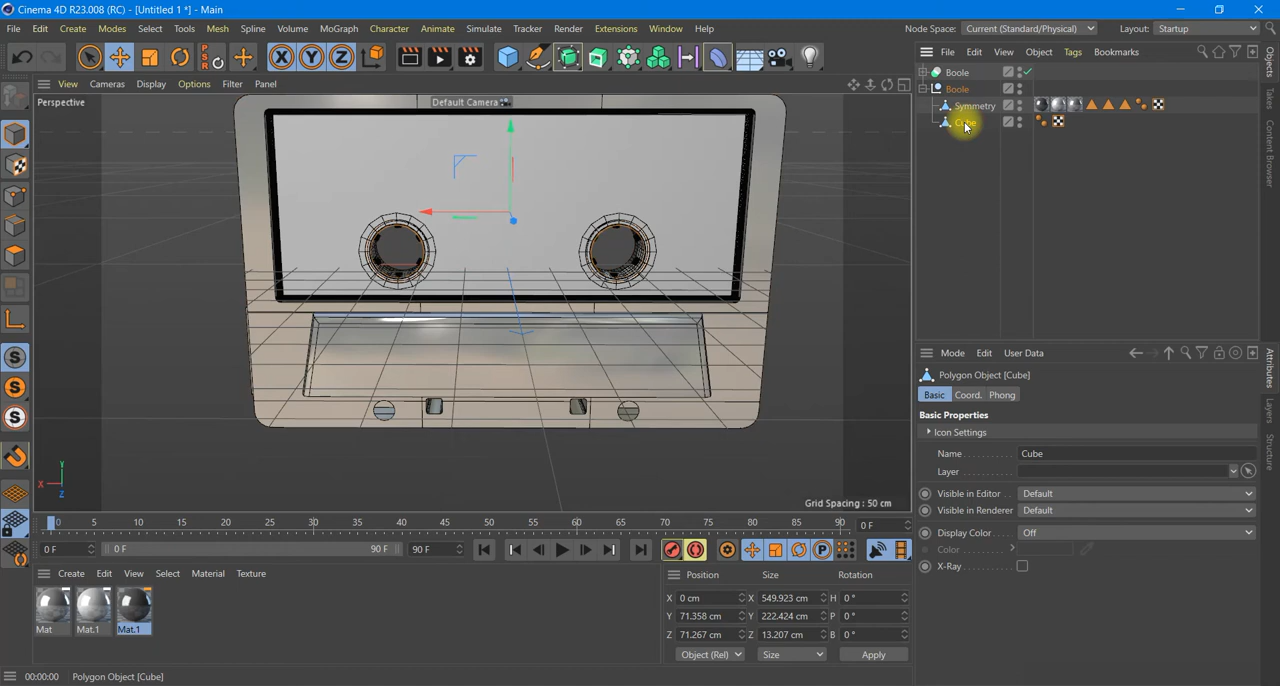 Cinema 4D R23.008 (RC) - [Untitled 1 *] - Main
File Edit Create Modes Select Tools Mesh Spline Volume MoGraph Character Animate Simulate Tracker Render Extensions Window Help Node Space: Current (Standard/Physical) Layout: Startup
File Edit View Object Tags Bookmarks
View Cameras Display Options Filter Panel
Perspective
Default Camera
Boole
Boole
Symmetry
Cube
Objects
Takes
Content Browser
Attributes
Layers
Structure
Mode Edit User Data
Polygon Object [Cube]
Basic Coord. Phong
Basic Properties
Icon Settings
Name Cube
Layer
Visible in Editor Default
Visible in Renderer Default
Display Color Off
Color
X-Ray
Y
X
Z
Grid Spacing : 50 cm
0 5 10 15 20 25 30 35 40 45 50 55 60 65 70 75 80 85 90 0 F
0 F 0 F 90 F 90 F
Create Edit View Select Material Texture
Mat Mat.1 Mat.1
Position Size Rotation
X 0 cm X 549.923 cm H 0 °
Y 71.358 cm Y 222.424 cm P 0 °
Z 71.267 cm Z 13.207 cm B 0 °
Object (Rel) Size Apply
00:00:00 Polygon Object [Cube]